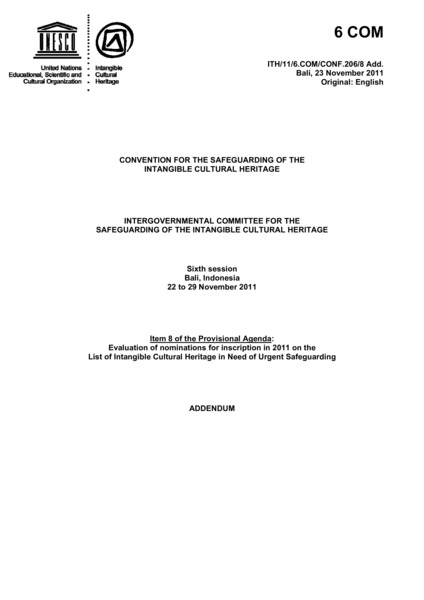 6 COM
unesco
United Nations
Educational, Scientific and
Cultural Organization
Intangible
Cultural
Heritage
ITH/11/6.COM/CONF.206/8 Add.
Bali, 23 November 2011
Original: English
CONVENTION FOR THE SAFEGUARDING OF THE
INTANGIBLE CULTURAL HERITAGE
INTERGOVERNMENTAL COMMITTEE FOR THE
SAFEGUARDING OF THE INTANGIBLE CULTURAL HERITAGE
Sixth session
Bali, Indonesia
22 to 29 November 2011
Item 8 of the Provisional Agenda:
Evaluation of nominations for inscription in 2011 on the
List of Intangible Cultural Heritage in Need of Urgent Safeguarding
ADDENDUM